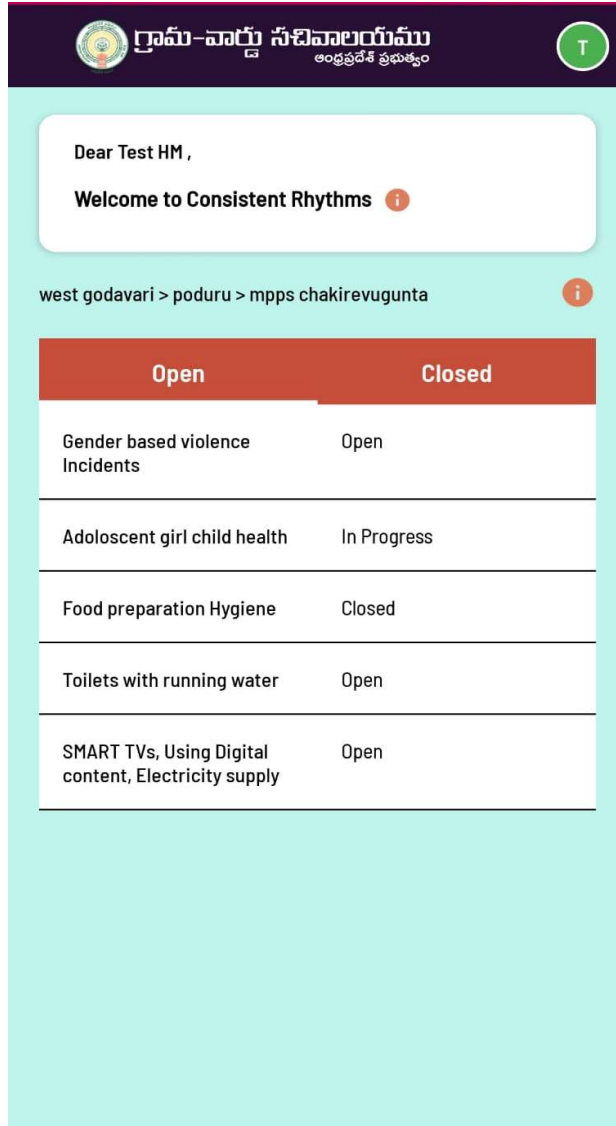 గ్రామ-వార్డు సచివాలయము
ఆంధ్రప్రదేశ్ ప్రభుత్వం
T
Dear Test HM ,
Welcome to Consistent Rhythms i
west godavari > poduru > mpps chakirevugunta i
Open Closed
Gender based violence Open
Incidents
Adoloscent girl child health In Progress
Food preparation Hygiene Closed
Toilets with running water Open
SMART TVs, Using Digital Open
content, Electricity supply